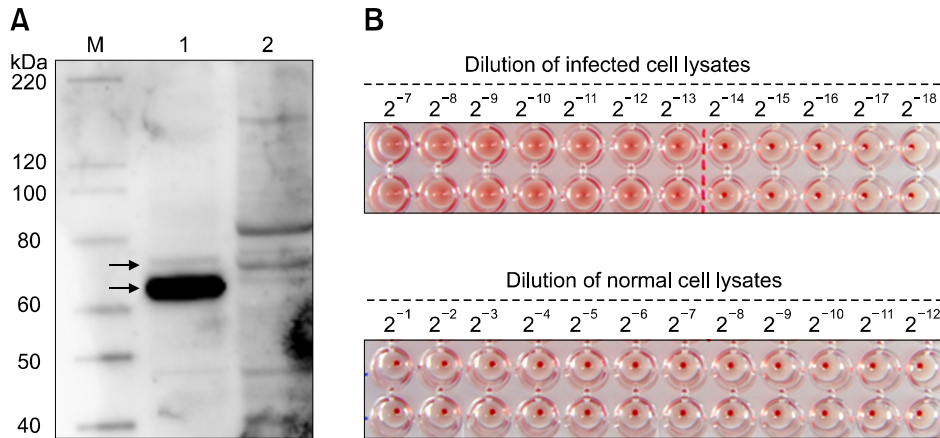 A
B
M 1 2
kDa
220
120
100
80
60
50
40
Dilution of infected cell lysates
2⁻⁷ 2⁻⁸ 2⁻⁹ 2⁻¹⁰ 2⁻¹¹ 2⁻¹² 2⁻¹³ 2⁻¹⁴ 2⁻¹⁵ 2⁻¹⁶ 2⁻¹⁷ 2⁻¹⁸
Dilution of normal cell lysates
2⁻¹ 2⁻² 2⁻³ 2⁻⁴ 2⁻⁵ 2⁻⁶ 2⁻⁷ 2⁻⁸ 2⁻⁹ 2⁻¹⁰ 2⁻¹¹ 2⁻¹²